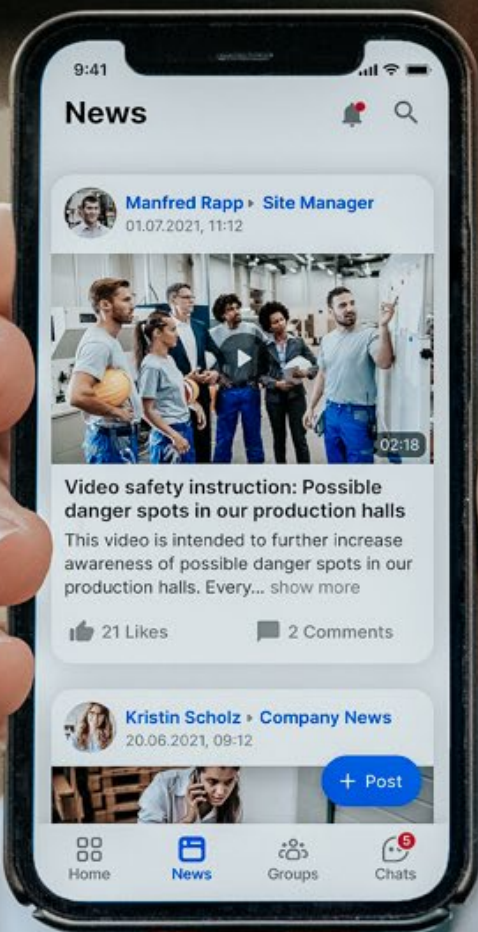 9:41
News
Manfred Rapp ▸ Site Manager
01.07.2021, 11:12
02:18
Video safety instruction: Possible
danger spots in our production halls
This video is intended to further increase
awareness of possible danger spots in our
production halls. Every... show more
21 Likes
2 Comments
Kristin Scholz ▸ Company News
20.06.2021, 09:12
+ Post
5
Home
News
Groups
Chats